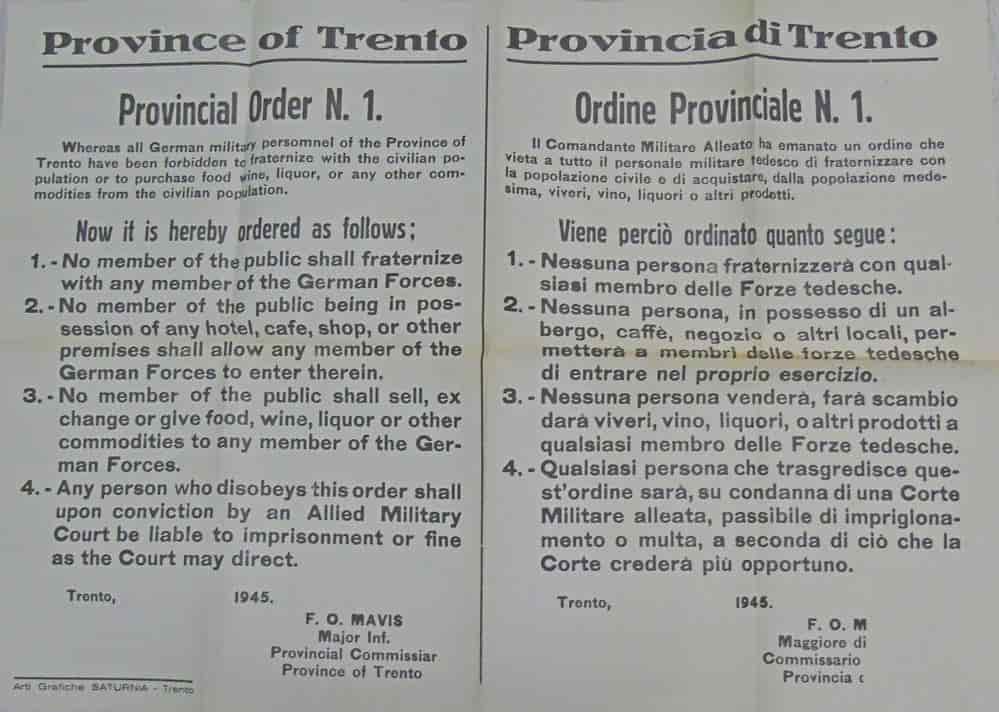 Province of Trento
Provincial Order N. 1.
Whereas all German military persomnel of the Province of
Trento have been forbidden to fraternize with the civilian po-
pulation or to purchase food wine, liquor, or any other com-
modities from the civilian population.
Now it is hereby ordered as follows;
1. - No member of the public shall fraternize
with any member of the German Forces.
2. - No member of the public being in pos-
session of any hotel, cafe, shop, or other
premises shall allow any member of the
German Forces to enter therein.
3. - No member of the public shall sell, ex
change or give food, wine, liquor or other
commodities to any member of the Ger-
man Forces.
4. - Any person who disobeys this order shall
upon conviction by an Allied Military
Court be liable to imprisonment or fine
as the Court may direct.
Trento, 1945.
F. O. MAVIS
Major Inf.
Provincial Commissiar
Province of Trento
Arti Grafiche SATURNIA - Trento
Provincia di Trento
Ordine Provinciale N. 1.
Il Comandante Militare Alleato ha emanato un ordine che
vieta a tutto il personale militare tedesco di fraternizzare con
la popolazione civile e di acquistare, dalla popolazione mede-
sima, viveri, vino, liquori o altri prodotti.
Viene perciò ordinato quanto segue:
1. - Nessuna persona fraternizzerà con qual-
siasi membro delle Forze tedesche.
2. - Nessuna persona, in possesso di un al-
bergo, caffè, negozio o altri locali, per-
metterà a membri delle forze tedesche
di entrare nel proprio esercizio.
3. - Nessuna persona venderà, farà scambio
darà viveri, vino, liquori, o altri prodotti a
qualsiasi membro delle Forze tedesche.
4. - Qualsiasi persona che trasgredisce que-
st'ordine sarà, su condanna di una Corte
Militare alleata, passibile di imprigiona-
mento o multa, a seconda di ciò che la
Corte crederà più opportuno.
Trento, 1945.
F. O. M
Maggiore di
Commissario
Provincia